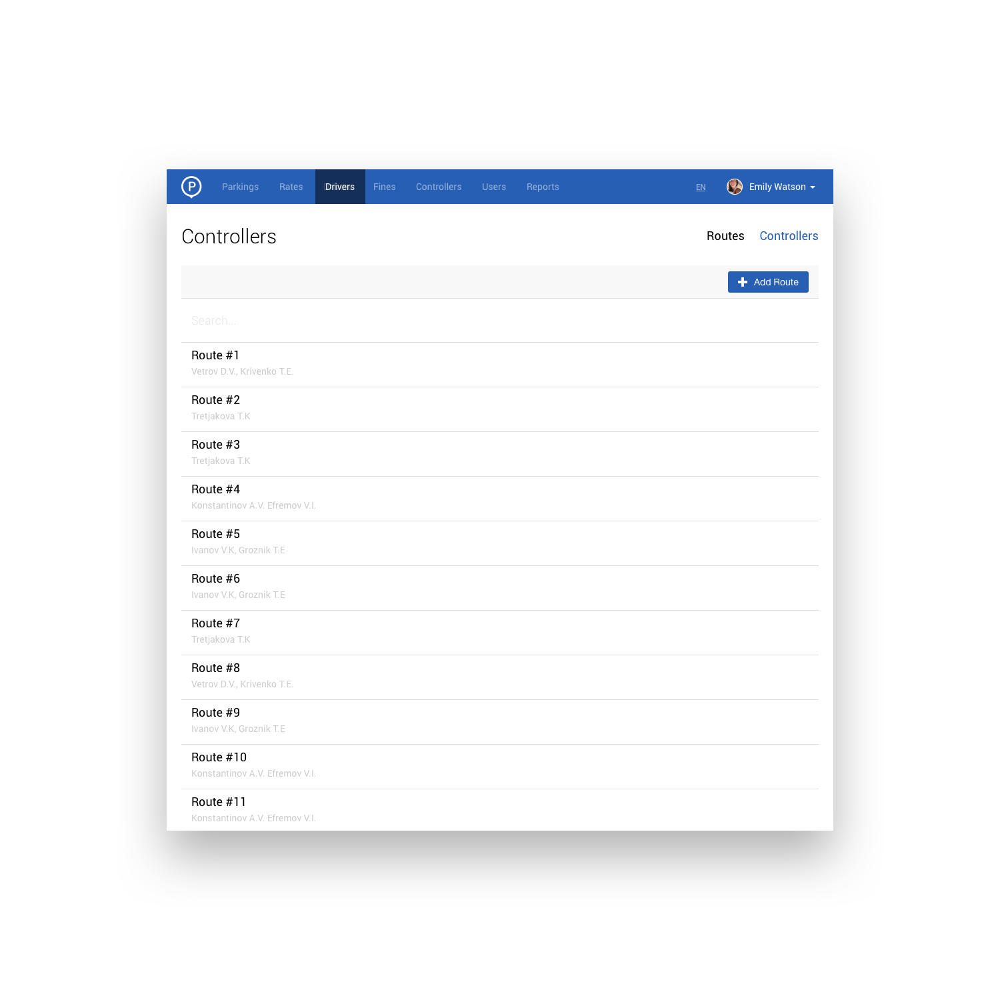 P Parkings Rates Drivers Fines Controllers Users Reports EN Emily Watson
Controllers Routes Controllers
Add Route
Search...
Route #1
Vetrov D.V., Krivenko T.E.
Route #2
Tretjakova T.K
Route #3
Tretjakova T.K
Route #4
Konstantinov A.V. Efremov V.I.
Route #5
Ivanov V.K, Groznik T.E
Route #6
Ivanov V.K, Groznik T.E
Route #7
Tretjakova T.K
Route #8
Vetrov D.V., Krivenko T.E.
Route #9
Ivanov V.K, Groznik T.E
Route #10
Konstantinov A.V. Efremov V.I.
Route #11
Konstantinov A.V. Efremov V.I.